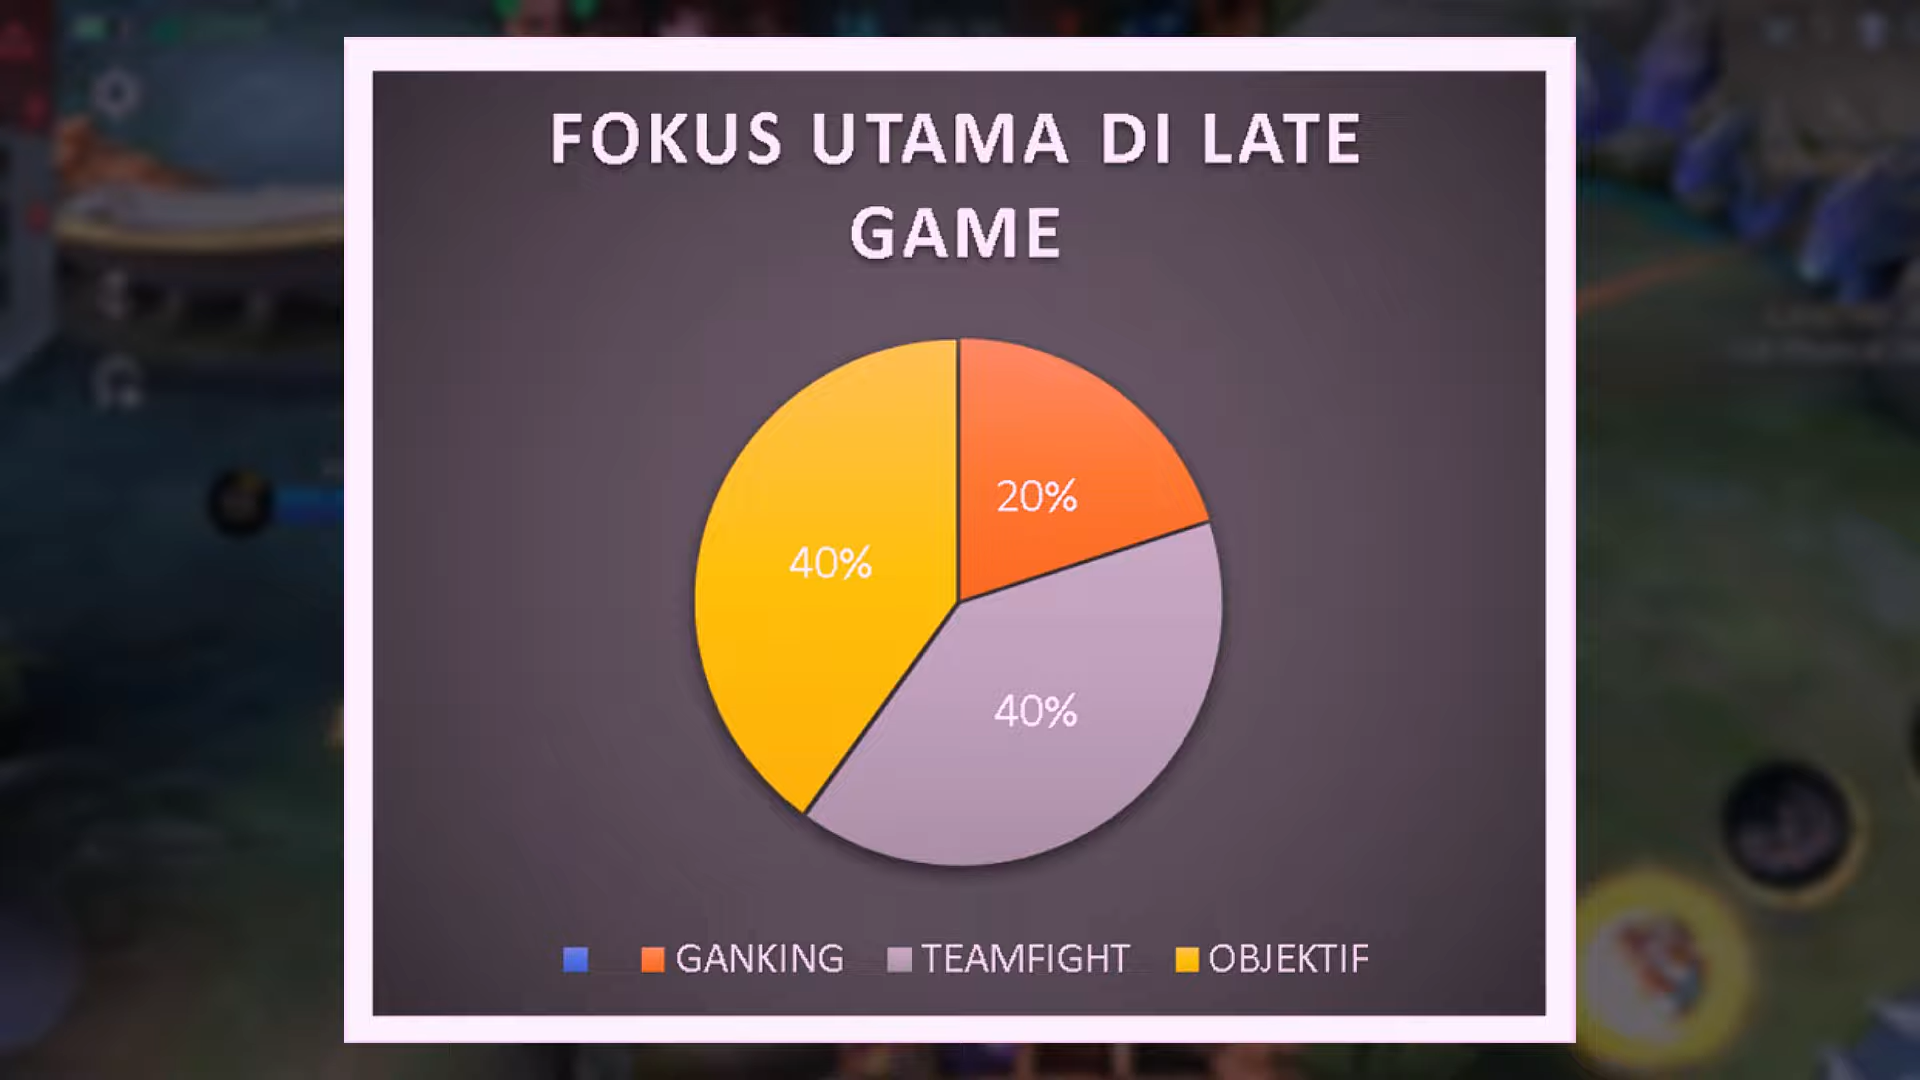 FOKUS UTAMA DI LATE
GAME
20%
40%
40%
GANKING TEAMFIGHT OBJEKTIF